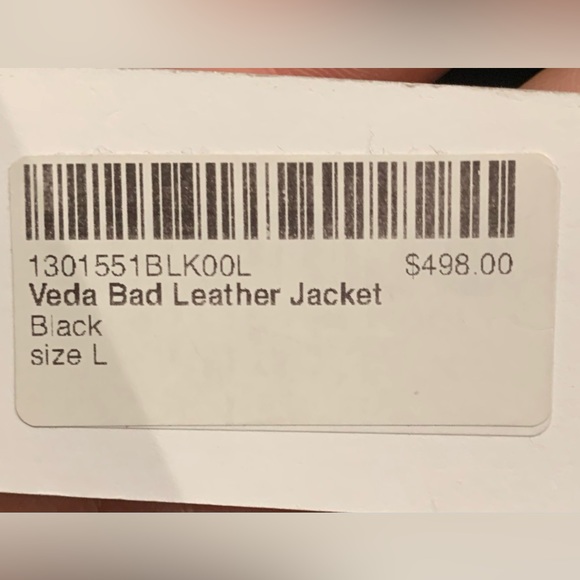 1301551BLK00L $498.00
Veda Bad Leather Jacket
Black
size L